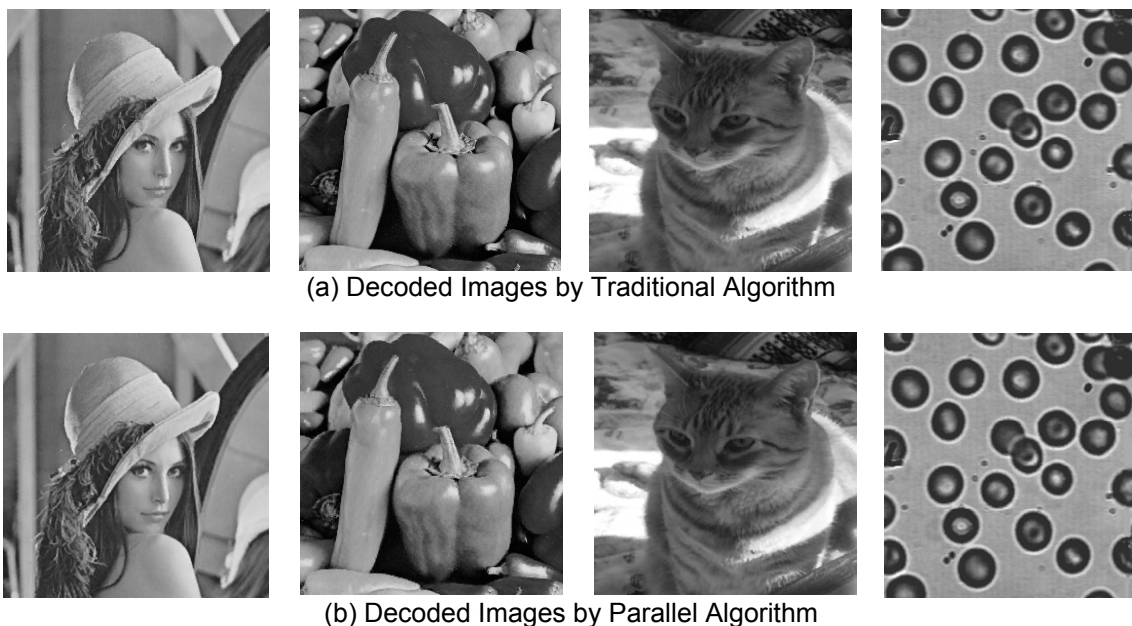 (a) Decoded Images by Traditional Algorithm
(b) Decoded Images by Parallel Algorithm